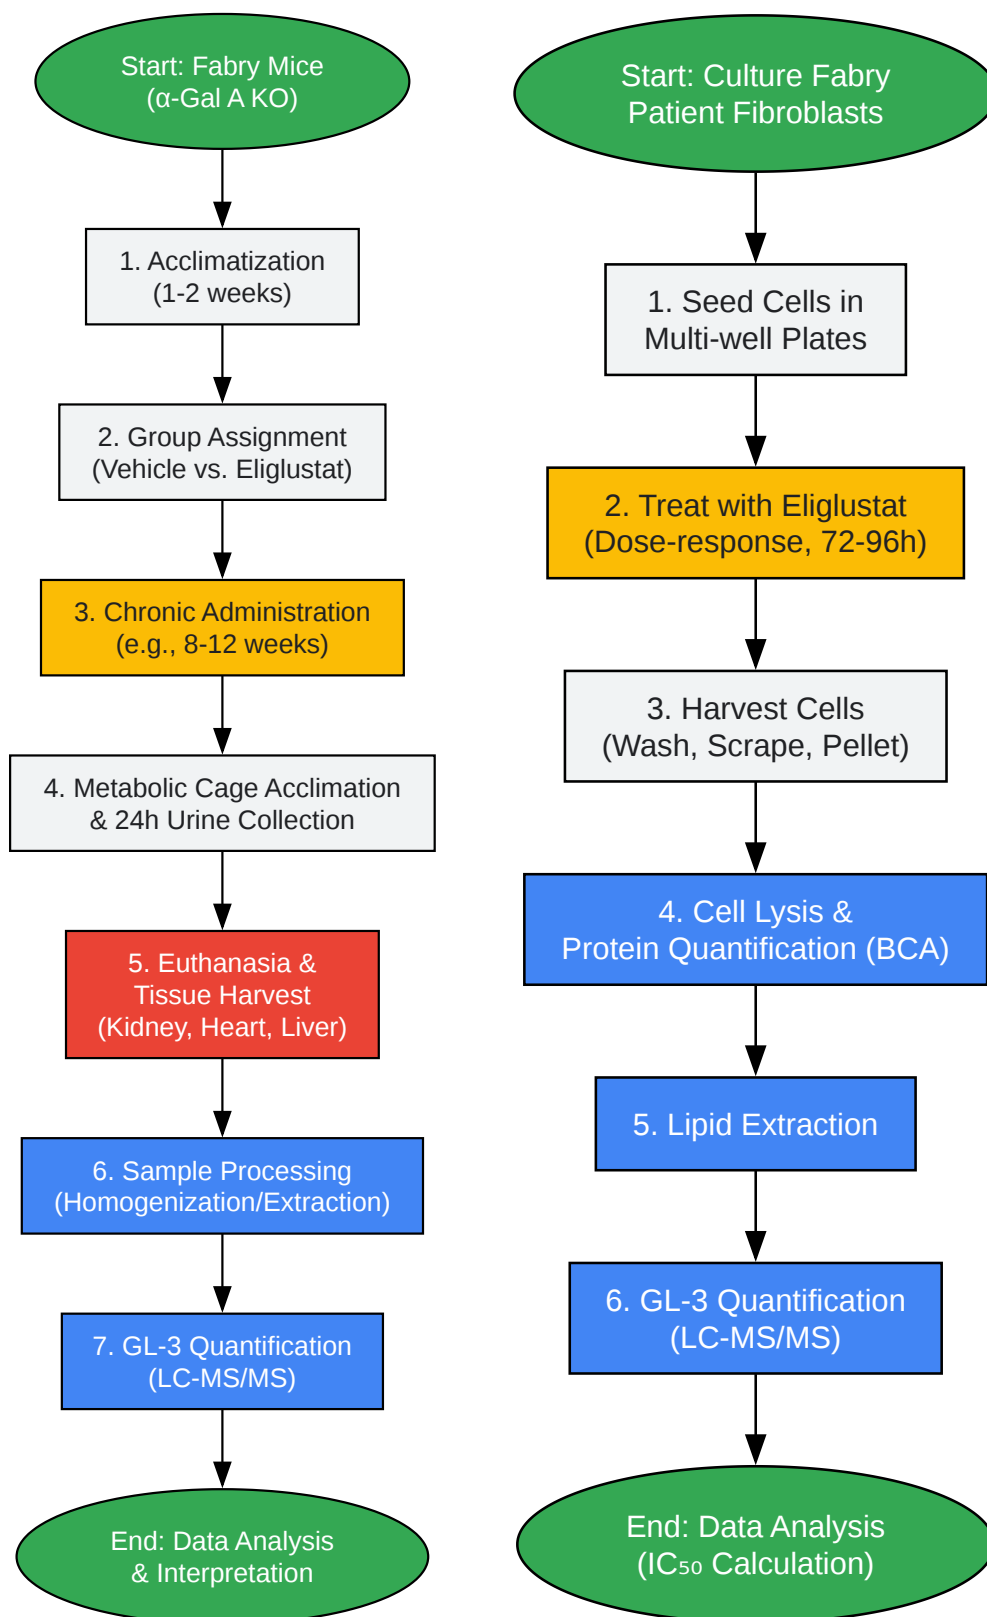 Start: Fabry Mice
(α-Gal A KO)
1. Acclimatization
(1-2 weeks)
2. Group Assignment
(Vehicle vs. Eliglustat)
3. Chronic Administration
(e.g., 8-12 weeks)
4. Metabolic Cage Acclimation
& 24h Urine Collection
5. Euthanasia &
Tissue Harvest
(Kidney, Heart, Liver)
6. Sample Processing
(Homogenization/Extraction)
7. GL-3 Quantification
(LC-MS/MS)
End: Data Analysis
& Interpretation
Start: Culture Fabry
Patient Fibroblasts
1. Seed Cells in
Multi-well Plates
2. Treat with Eliglustat
(Dose-response, 72-96h)
3. Harvest Cells
(Wash, Scrape, Pellet)
4. Cell Lysis &
Protein Quantification (BCA)
5. Lipid Extraction
6. GL-3 Quantification
(LC-MS/MS)
End: Data Analysis
(IC₅₀ Calculation)